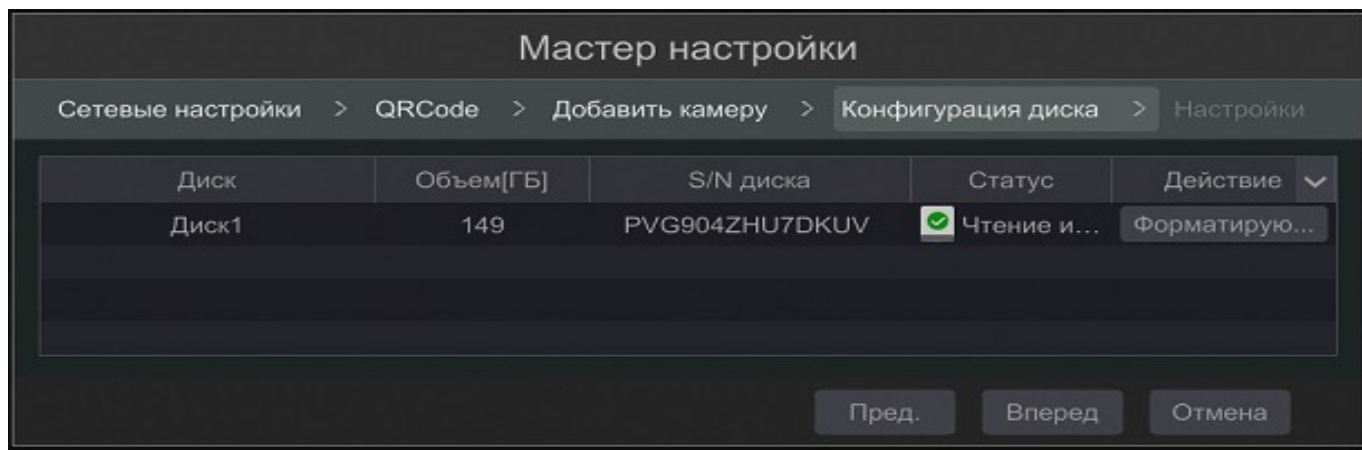 Мастер настройки
Сетевые настройки > QRCode > Добавить камеру > Конфигурация диска > Настройки
Диск Объем[ГБ] S/N диска Статус Действие
Диск1 149 PVG904ZHU7DKUV Чтение и... Форматирую...
Пред. Вперед Отмена